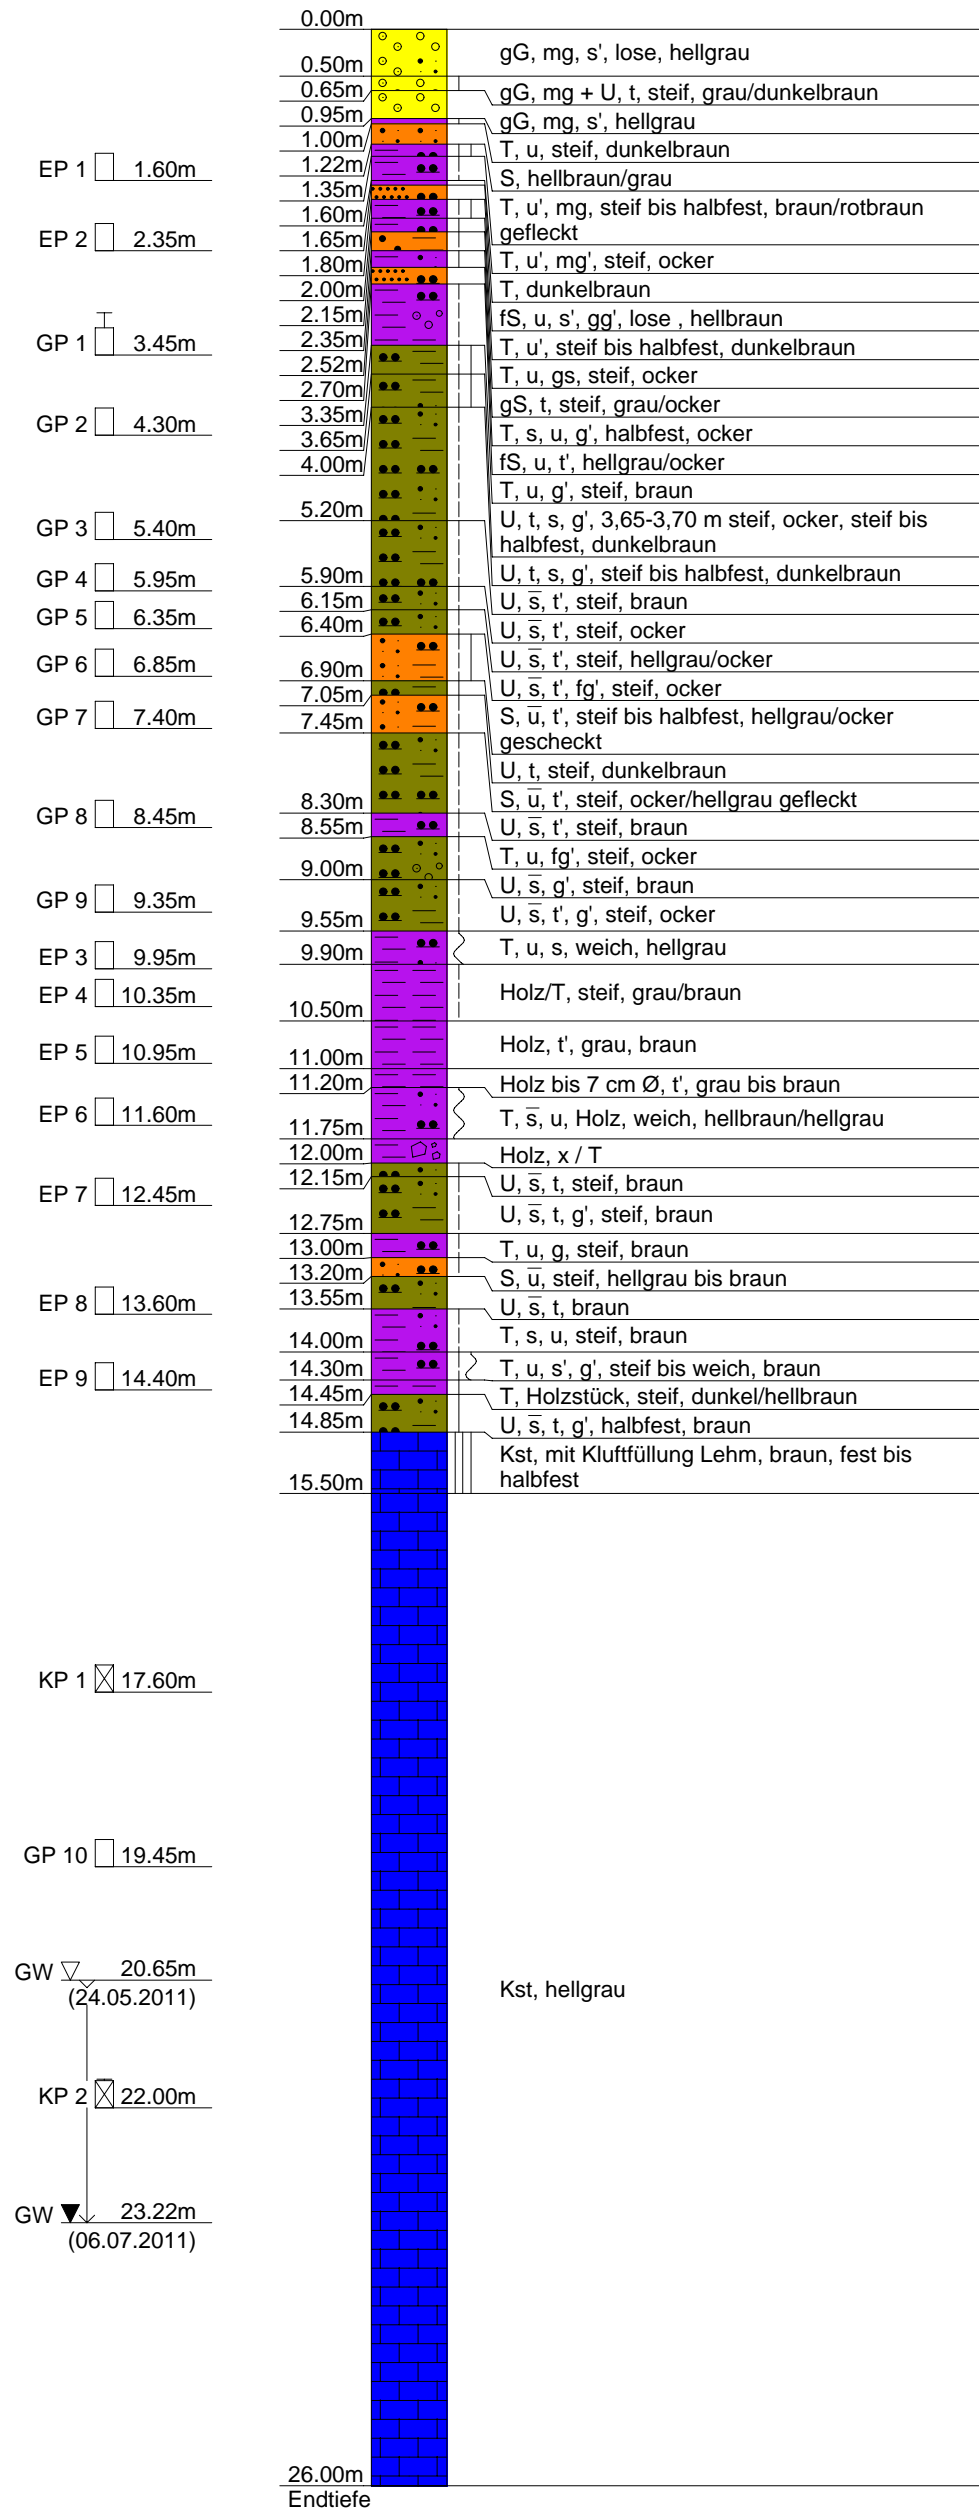 0.00m
gG, mg, s', lose, hellgrau
0.50m
0.65m
gG, mg + U, t, steif, grau/dunkelbraun
0.95m
gG, mg, s', hellgrau
1.00m
T, u, steif, dunkelbraun
EP 1 1.60m
1.22m
S, hellbraun/grau
1.35m
T, u', mg, steif bis halbfest, braun/rotbraun
gefleckt
1.60m
EP 2 2.35m
1.65m
T, u', mg', steif, ocker
1.80m
T, dunkelbraun
2.00m
fS, u, s', gg', lose , hellbraun
2.15m
GP 1 3.45m
2.35m
T, u', steif bis halbfest, dunkelbraun
2.52m
T, u, gs, steif, ocker
2.70m
gS, t, steif, grau/ocker
GP 2 4.30m
3.35m
T, s, u, g', halbfest, ocker
3.65m
fS, u, t', hellgrau/ocker
4.00m
T, u, g', steif, braun
5.20m
U, t, s, g', 3,65-3,70 m steif, ocker, steif bis
halbfest, dunkelbraun
GP 3 5.40m
U, t, s, g', steif bis halbfest, dunkelbraun
GP 4 5.95m
5.90m
U, s̅, t', steif, braun
GP 5 6.35m
6.15m
U, s̅, t', steif, ocker
6.40m
U, s̅, t', steif, hellgrau/ocker
GP 6 6.85m
6.90m
U, s̅, t', fg', steif, ocker
7.05m
GP 7 7.40m
S, u̅, t', steif bis halbfest, hellgrau/ocker
gescheckt
7.45m
U, t, steif, dunkelbraun
8.30m
S, u̅, t', steif, ocker/hellgrau gefleckt
GP 8 8.45m
8.55m
U, s̅, t', steif, braun
T, u, fg', steif, ocker
9.00m
U, s̅, g', steif, braun
GP 9 9.35m
9.55m
U, s̅, t', g', steif, ocker
EP 3 9.95m
9.90m
T, u, s, weich, hellgrau
EP 4 10.35m
Holz/T, steif, grau/braun
10.50m
EP 5 10.95m
Holz, t', grau, braun
11.00m
11.20m
Holz bis 7 cm Ø, t', grau bis braun
EP 6 11.60m
T, s̅, u, Holz, weich, hellbraun/hellgrau
11.75m
12.00m
Holz, x / T
12.15m
U, s̅, t, steif, braun
EP 7 12.45m
U, s̅, t, g', steif, braun
12.75m
13.00m
T, u, g, steif, braun
13.20m
S, u̅, steif, hellgrau bis braun
EP 8 13.60m
13.55m
U, s̅, t, braun
T, s, u, steif, braun
14.00m
EP 9 14.40m
14.30m
T, u, s', g', steif bis weich, braun
14.45m
T, Holzstück, steif, dunkel/hellbraun
14.85m
U, s̅, t, g', halbfest, braun
Kst, mit Kluftfüllung Lehm, braun, fest bis
halbfest
15.50m
KP 1 17.60m
GP 10 19.45m
GW 20.65m
(24.05.2011)
Kst, hellgrau
KP 2 22.00m
GW 23.22m
(06.07.2011)
26.00m
Endtiefe